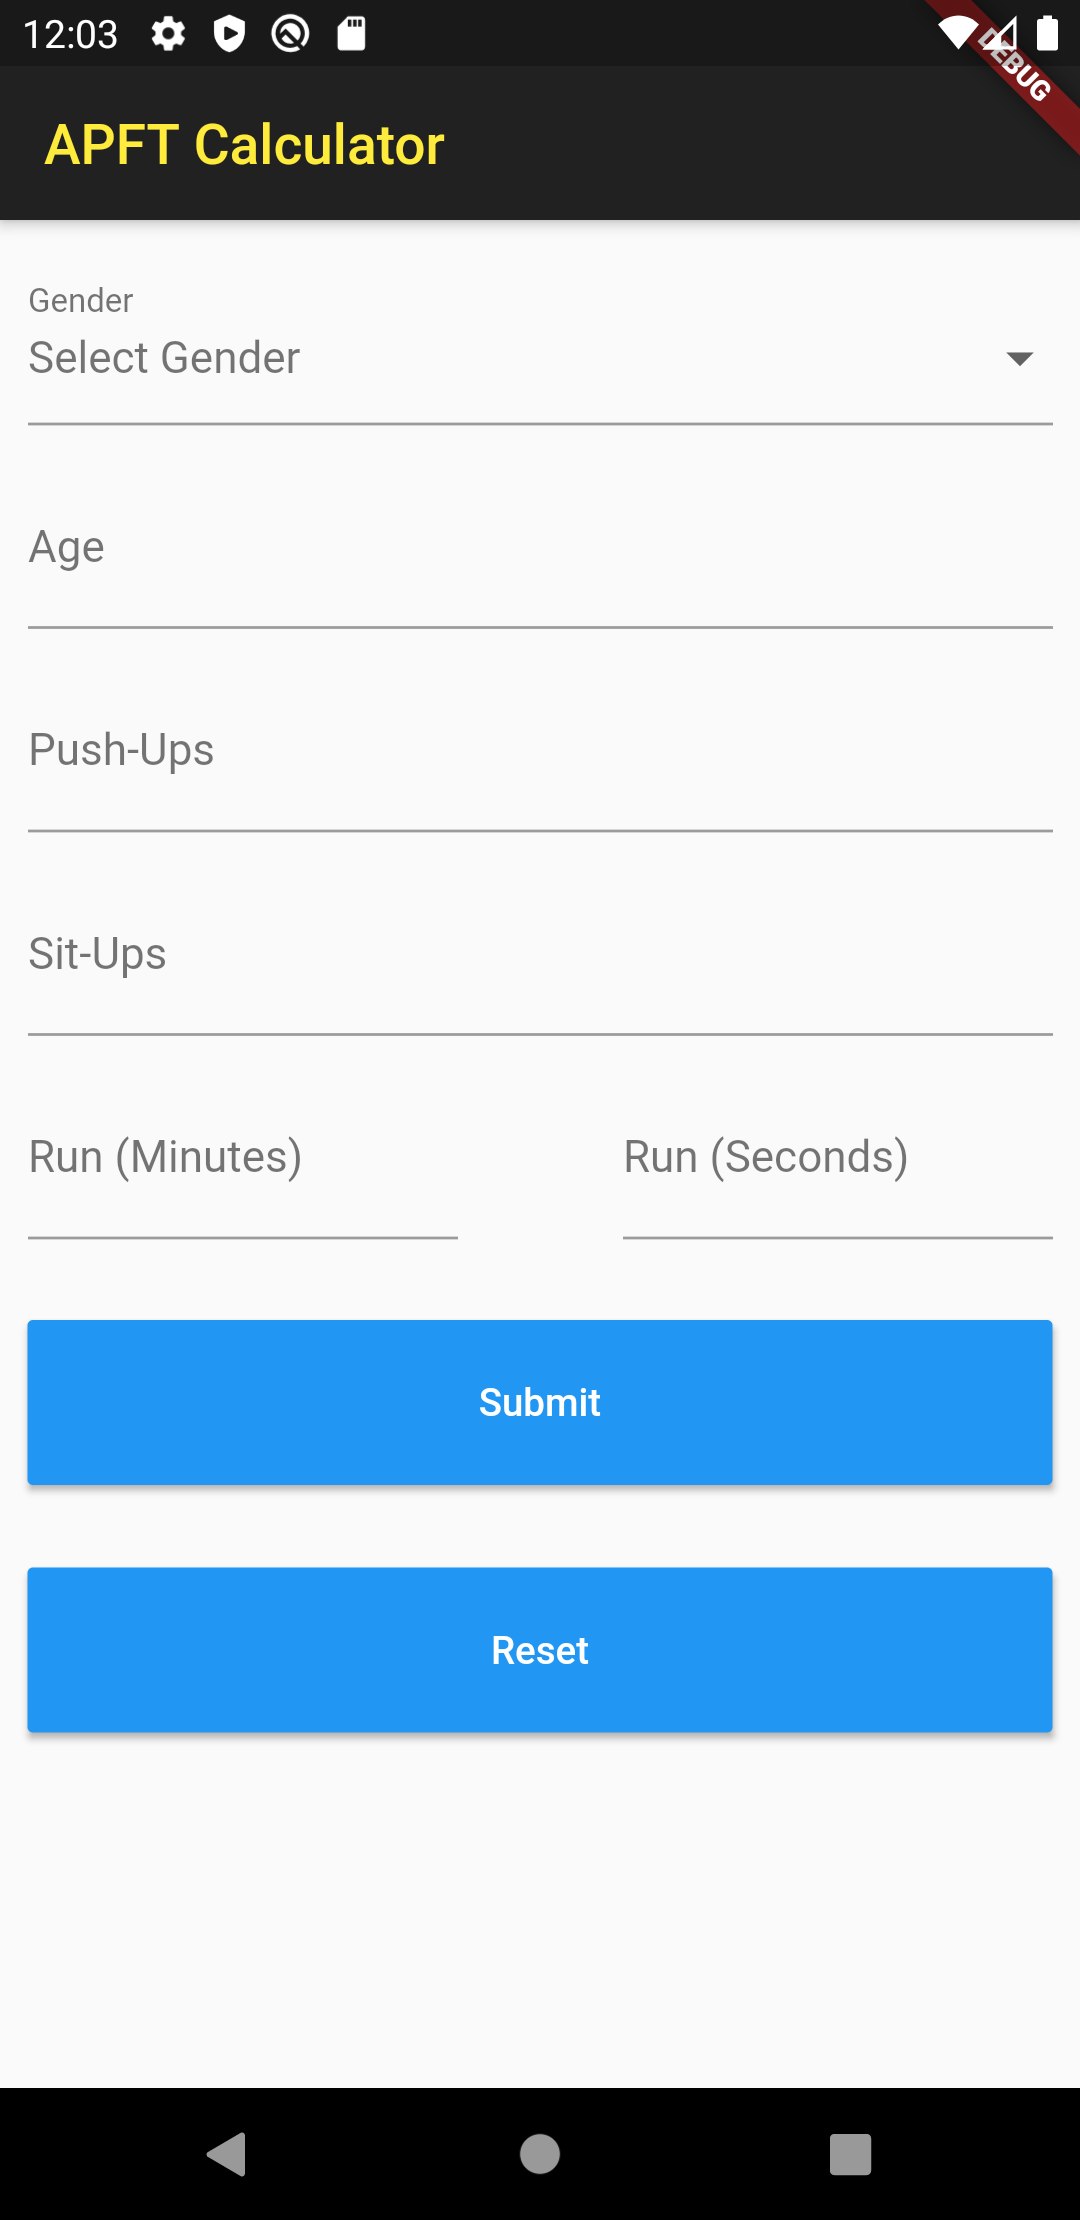 12:03
DEBUG
APFT Calculator
Gender
Select Gender
Age
Push-Ups
Sit-Ups
Run (Minutes) Run (Seconds)
Submit
Reset